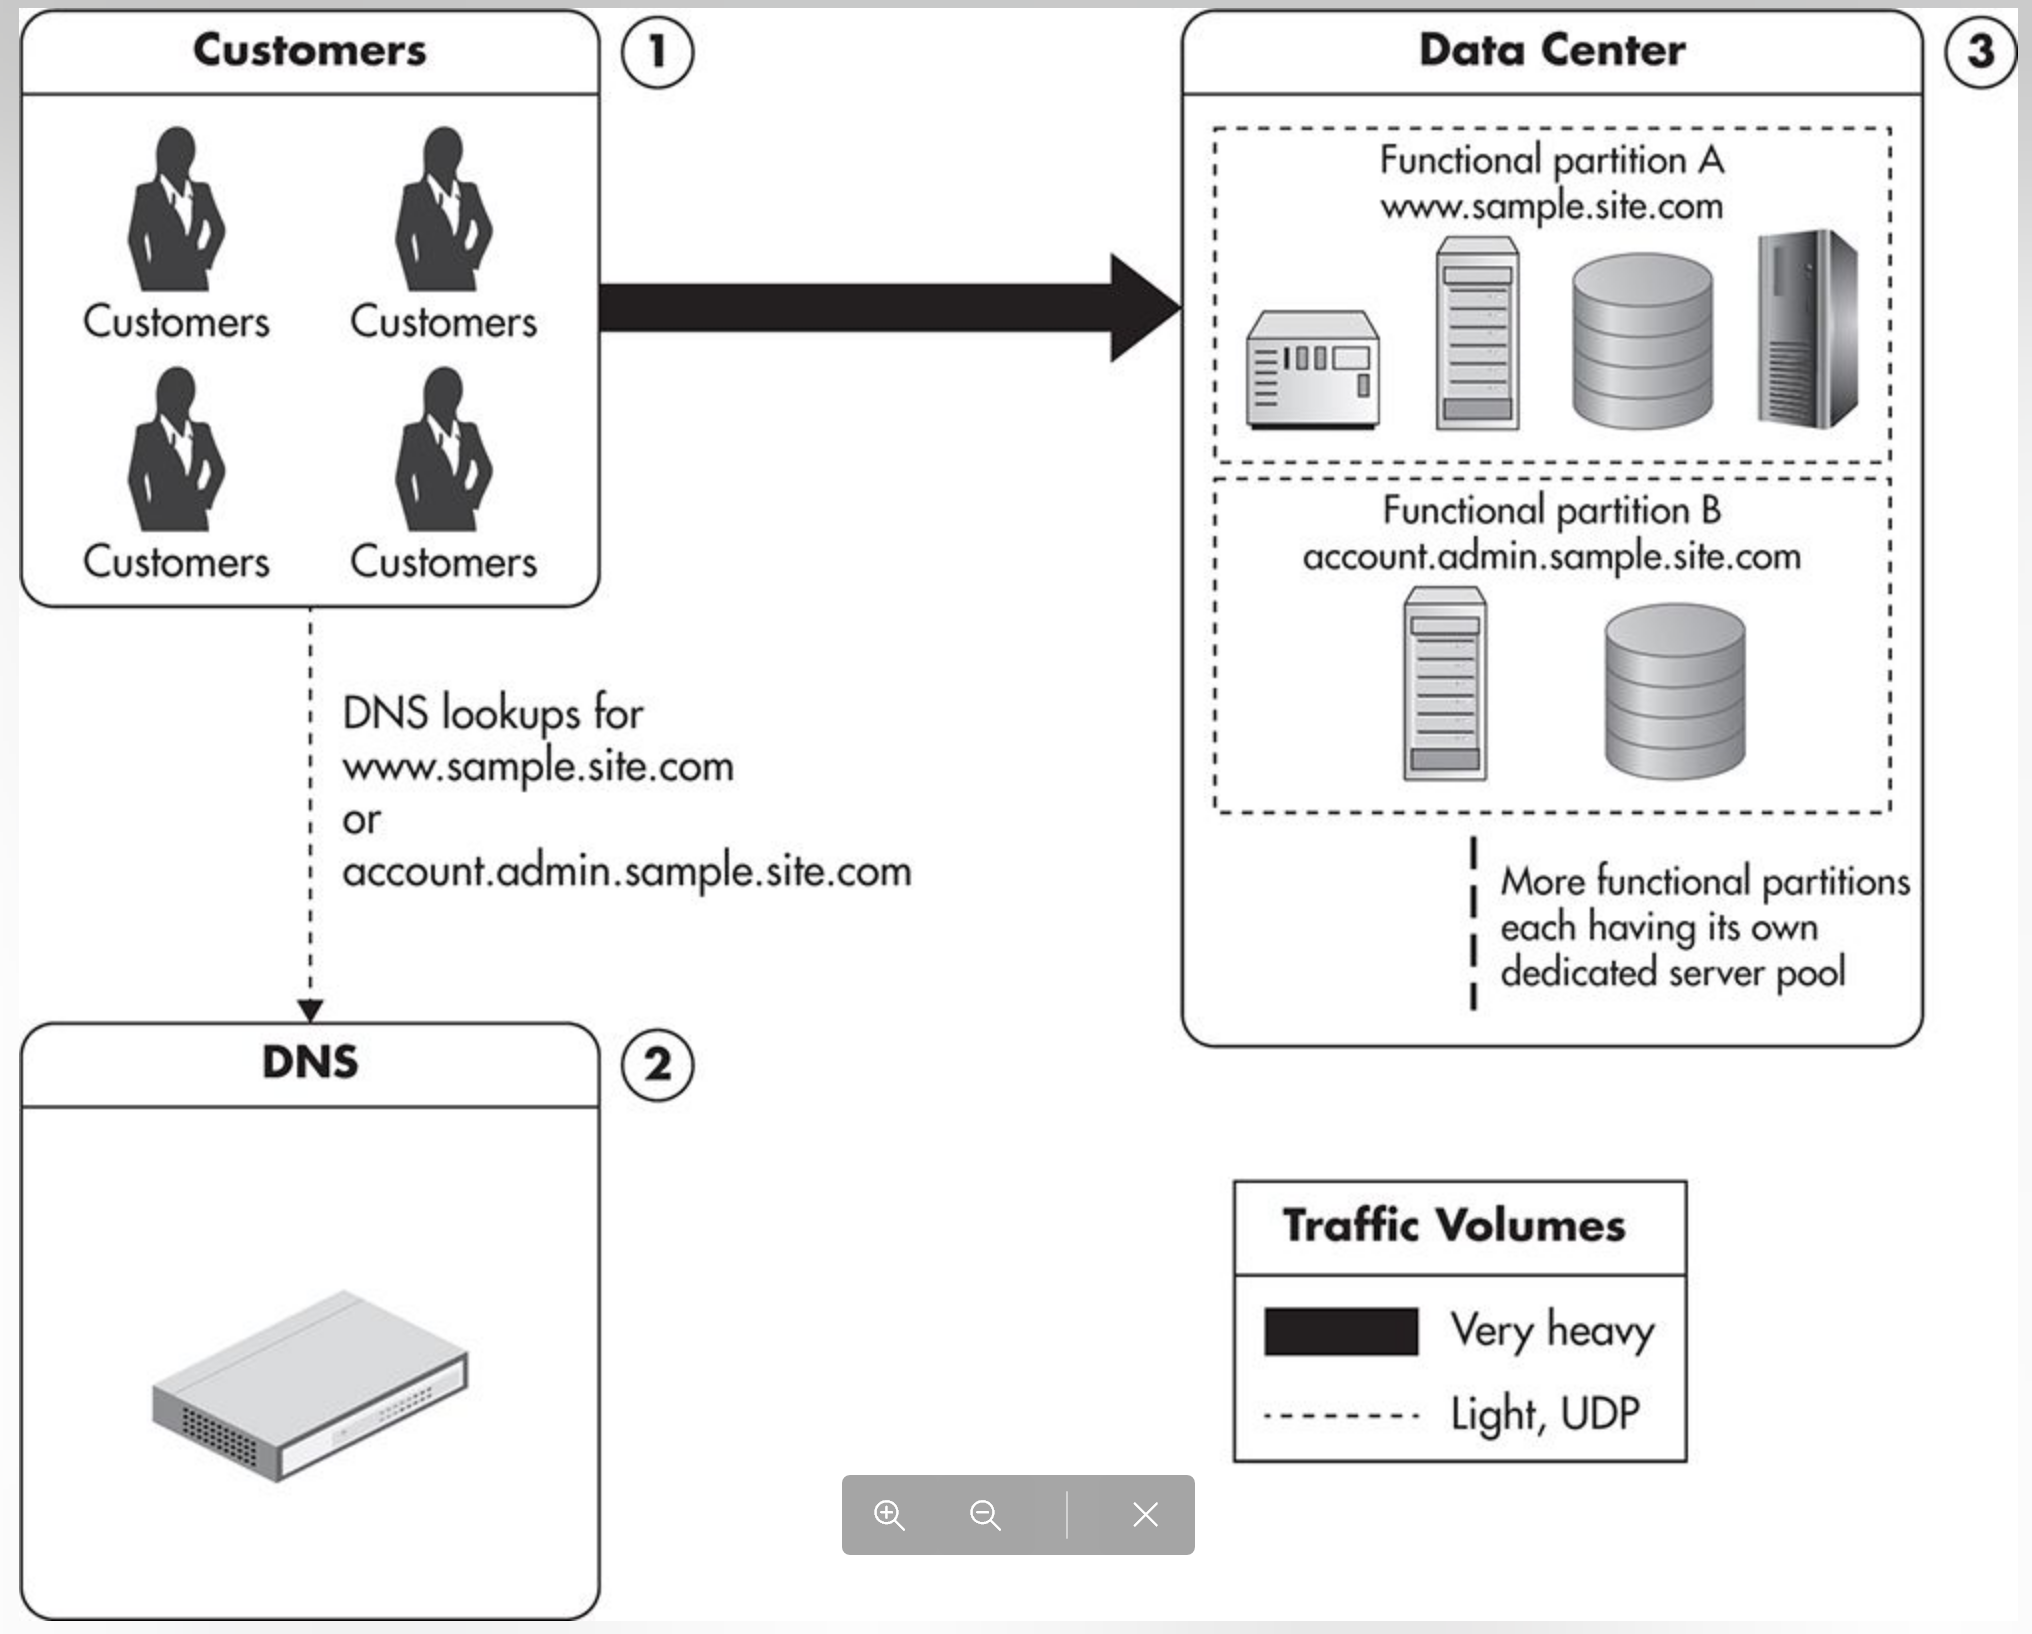 Customers
1
Customers
Customers
Customers
Customers
DNS lookups for
www.sample.site.com
or
account.admin.sample.site.com
DNS
2
Data Center
3
Functional partition A
www.sample.site.com
Functional partition B
account.admin.sample.site.com
More functional partitions
each having its own
dedicated server pool
Traffic Volumes
Very heavy
Light, UDP